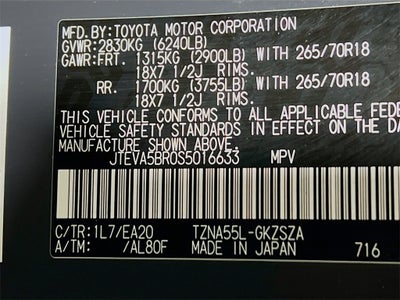 MFD. BY:TOYOTA MOTOR CORPORATION
GVWR:2830KG (6240LB)
GAWR:FRT. 1315KG (2900LB) WITH 265/70R18
18X7 1/2J RIMS.
RR. 1700KG (3755LB) WITH 265/70R18
18X7 1/2J RIMS.
THIS VEHICLE CONFORMS TO ALL APPLICABLE FEDE
VEHICLE SAFETY STANDARDS IN EFFECT ON THE DA
MANUFACTURE SHOWN ABOVE.
JTEVA5BR0S5016633 MPV
C/TR:1L7/EA20 TZNA55L-GKZSZA
A/TM: /AL80F MADE IN JAPAN 716